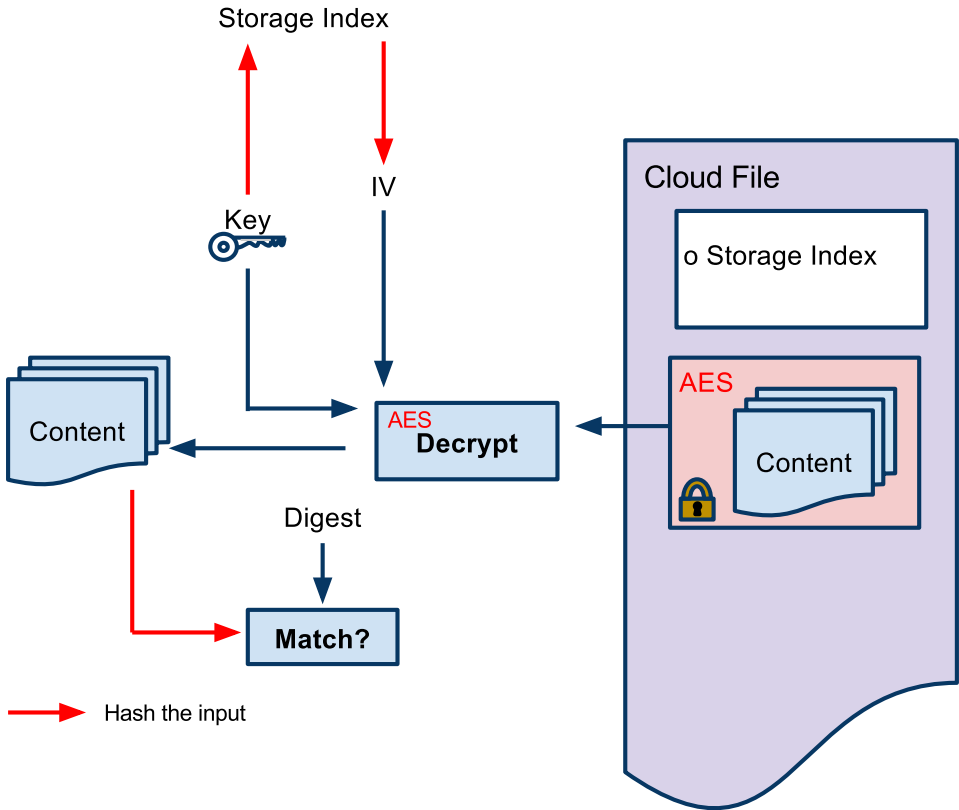 Storage Index
IV
Key
Cloud File
o Storage Index
AES
Content
AES
Decrypt
Content
Digest
Match?
Hash the input